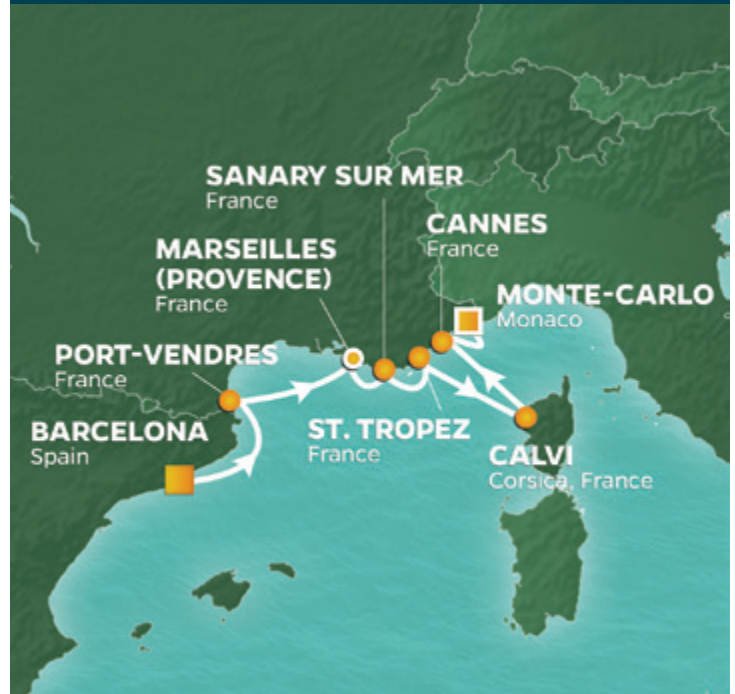 SANARY SUR MER
France
CANNES
France
MARSEILLES
(PROVENCE)
France
MONTE-CARLO
Monaco
PORT-VENDRES
France
BARCELONA
Spain
ST. TROPEZ
France
CALVI
Corsica, France